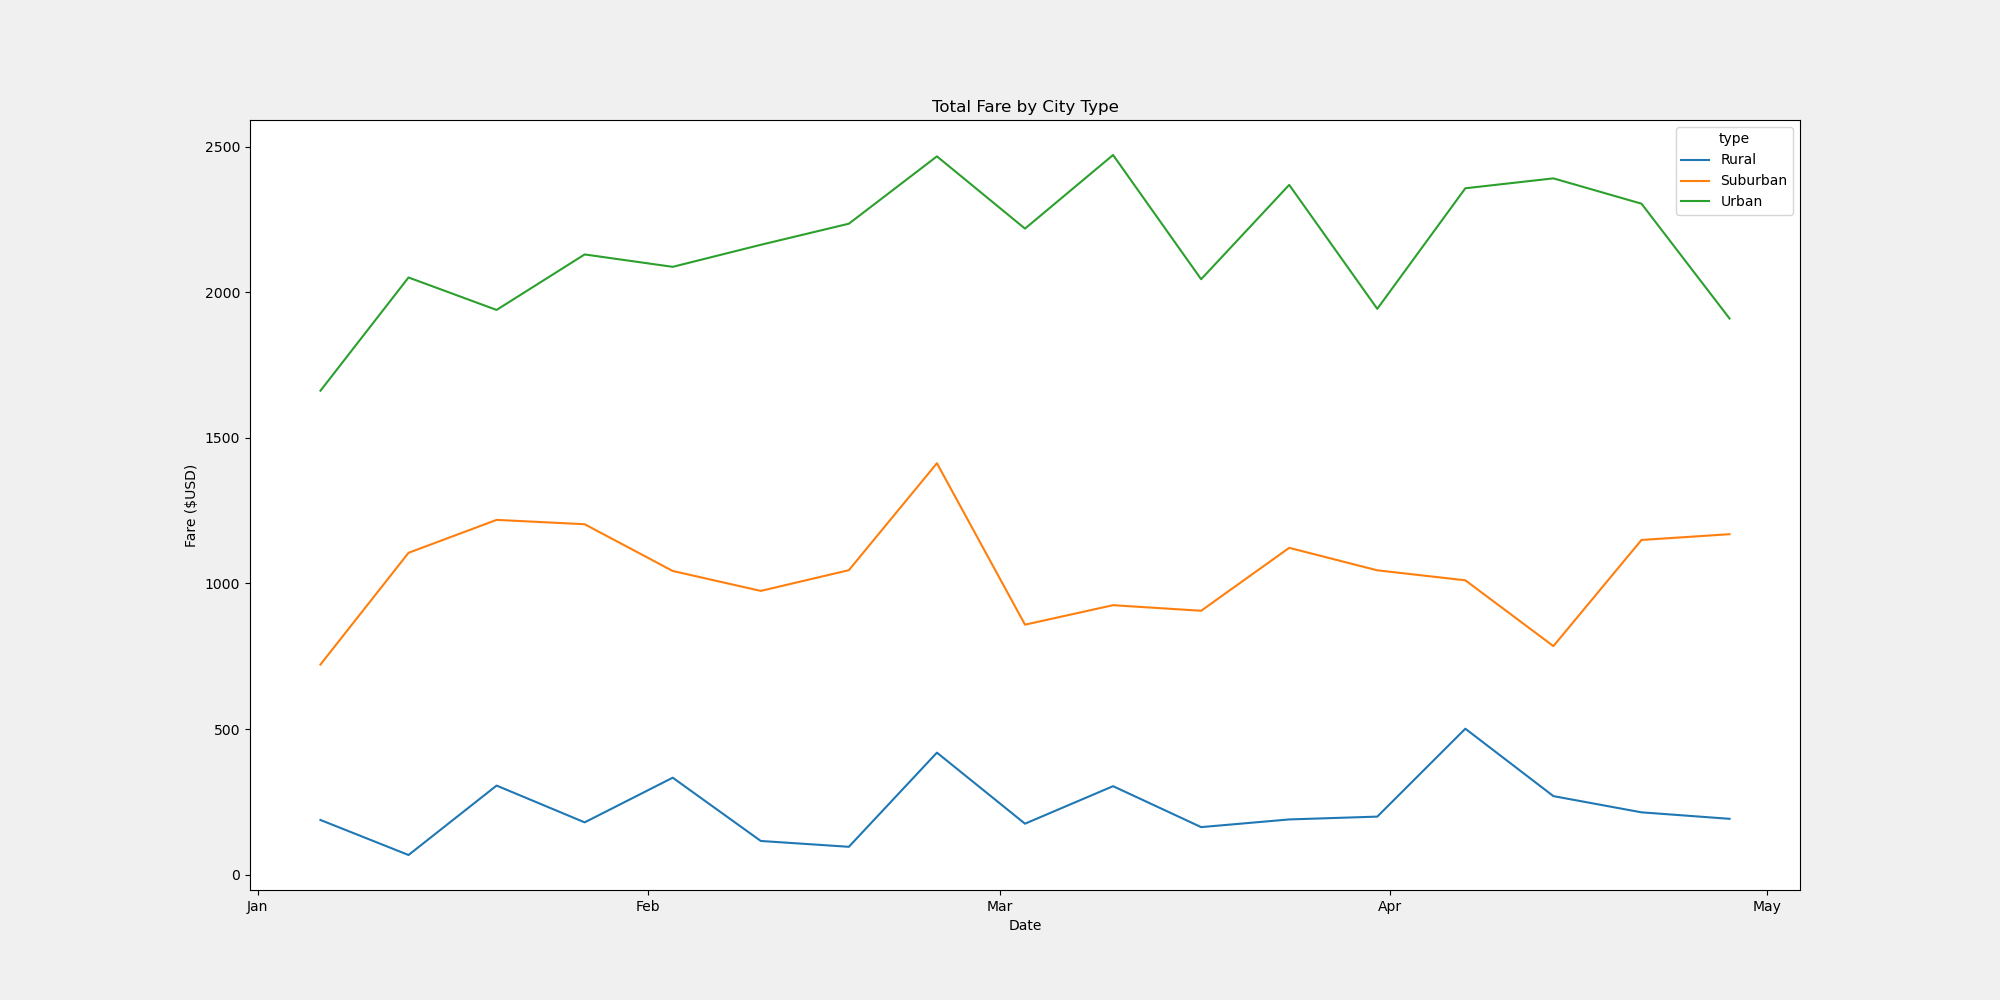 Total Fare by City Type
type
Rural
Suburban
Urban
2500
2000
1500
1000
500
0
Fare ($USD)
Jan Feb Mar Apr May
Date